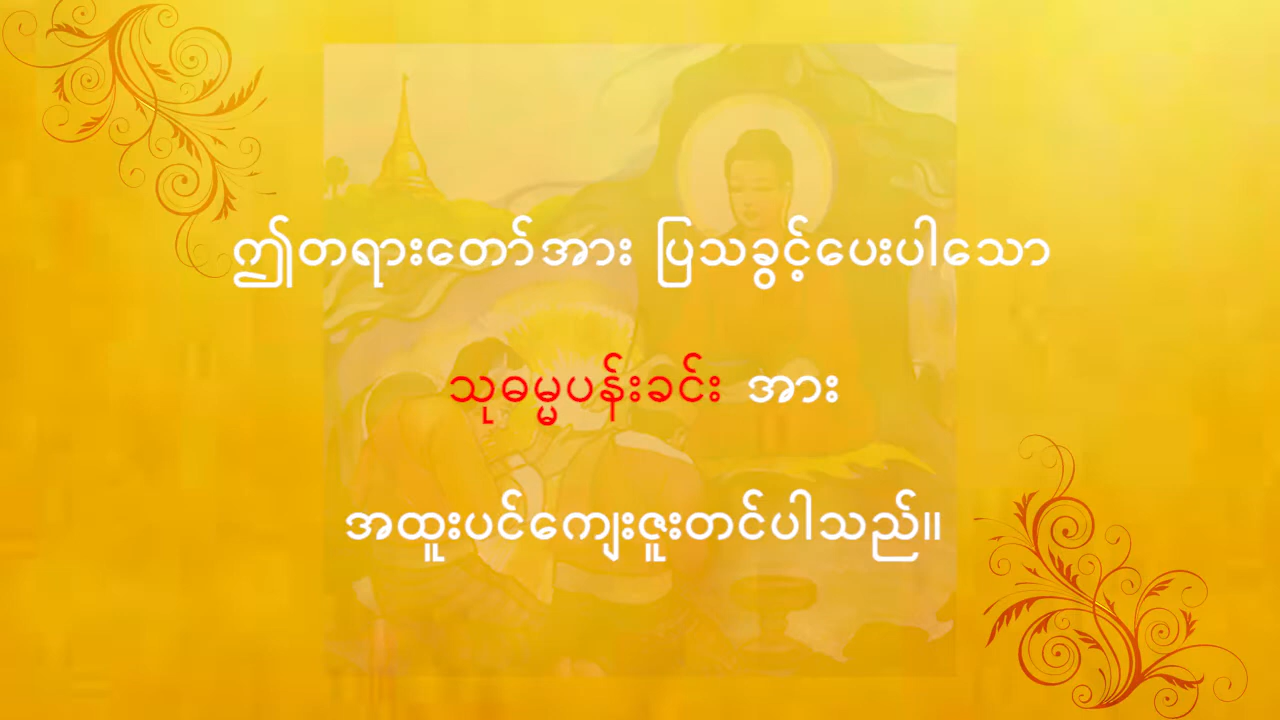 ဤတရားတော်အား ပြသခွင့်ပေးပါသော
သုဓမ္မပန်းခင်း အား
အထူးပင်ကျေးဇူးတင်ပါသည်။